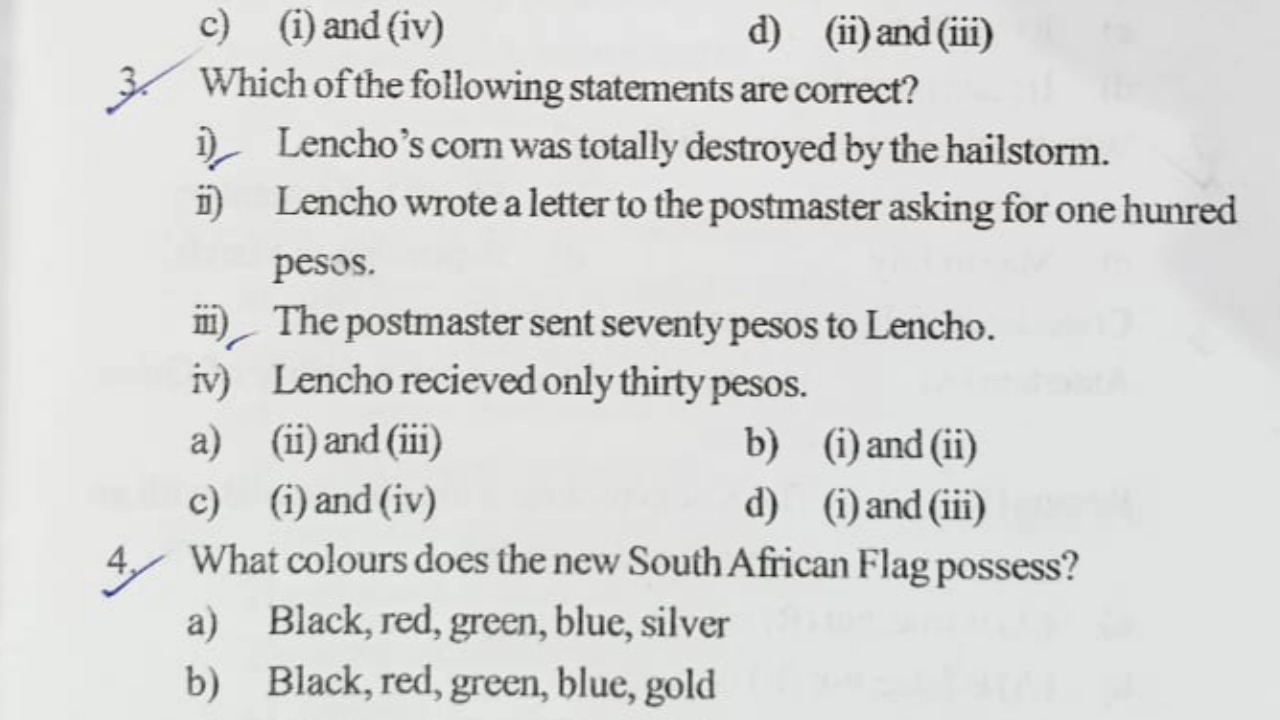 c) (i) and (iv) d) (ii) and (iii)
3. Which of the following statements are correct?
i) Lencho's corn was totally destroyed by the hailstorm.
ii) Lencho wrote a letter to the postmaster asking for one hunred
pesos.
iii) The postmaster sent seventy pesos to Lencho.
iv) Lencho recieved only thirty pesos.
a) (ii) and (iii) b) (i) and (ii)
c) (i) and (iv) d) (i) and (iii)
4. What colours does the new South African Flag possess?
a) Black, red, green, blue, silver
b) Black, red, green, blue, gold